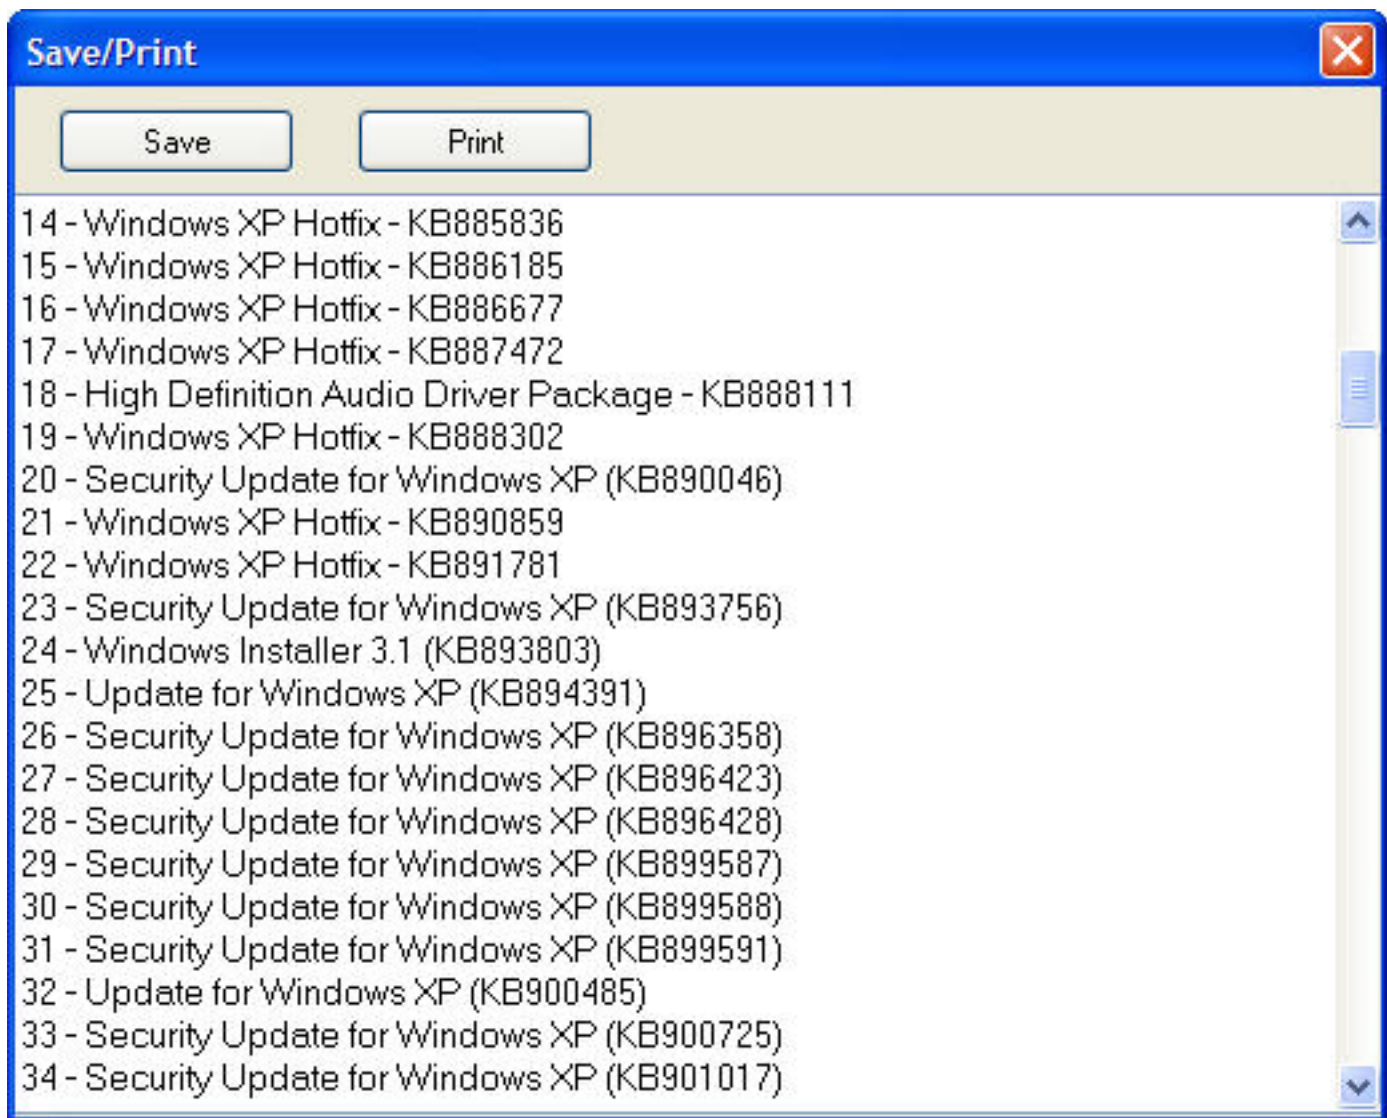 Save/Print
Save Print
14 - Windows XP Hotfix - KB885836
15 - Windows XP Hotfix - KB886185
16 - Windows XP Hotfix - KB886677
17 - Windows XP Hotfix - KB887472
18 - High Definition Audio Driver Package - KB888111
19 - Windows XP Hotfix - KB888302
20 - Security Update for Windows XP (KB890046)
21 - Windows XP Hotfix - KB890859
22 - Windows XP Hotfix - KB891781
23 - Security Update for Windows XP (KB893756)
24 - Windows Installer 3.1 (KB893803)
25 - Update for Windows XP (KB894391)
26 - Security Update for Windows XP (KB896358)
27 - Security Update for Windows XP (KB896423)
28 - Security Update for Windows XP (KB896428)
29 - Security Update for Windows XP (KB899587)
30 - Security Update for Windows XP (KB899588)
31 - Security Update for Windows XP (KB899591)
32 - Update for Windows XP (KB900485)
33 - Security Update for Windows XP (KB900725)
34 - Security Update for Windows XP (KB901017)